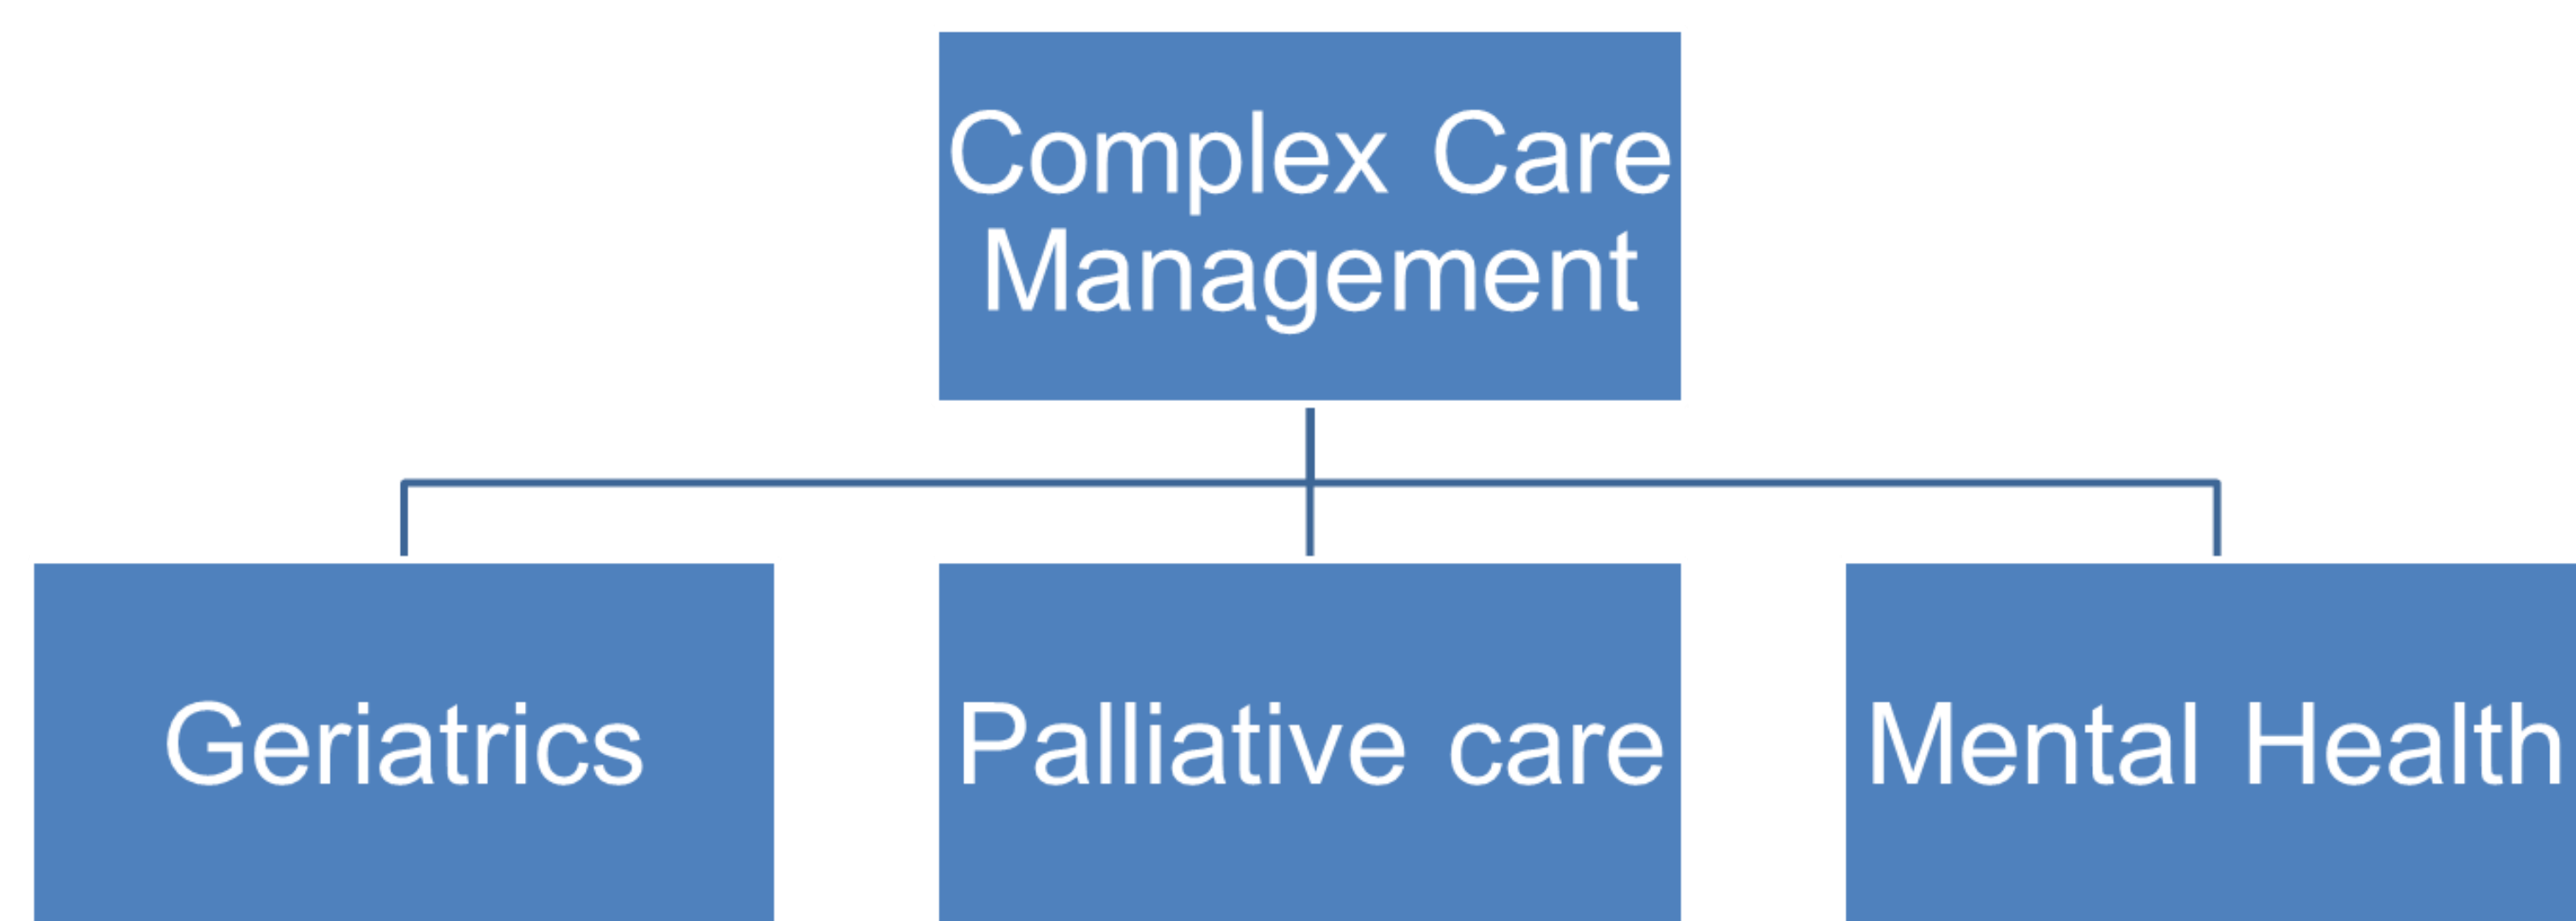 Complex Care
Management
Geriatrics
Palliative care
Mental Health